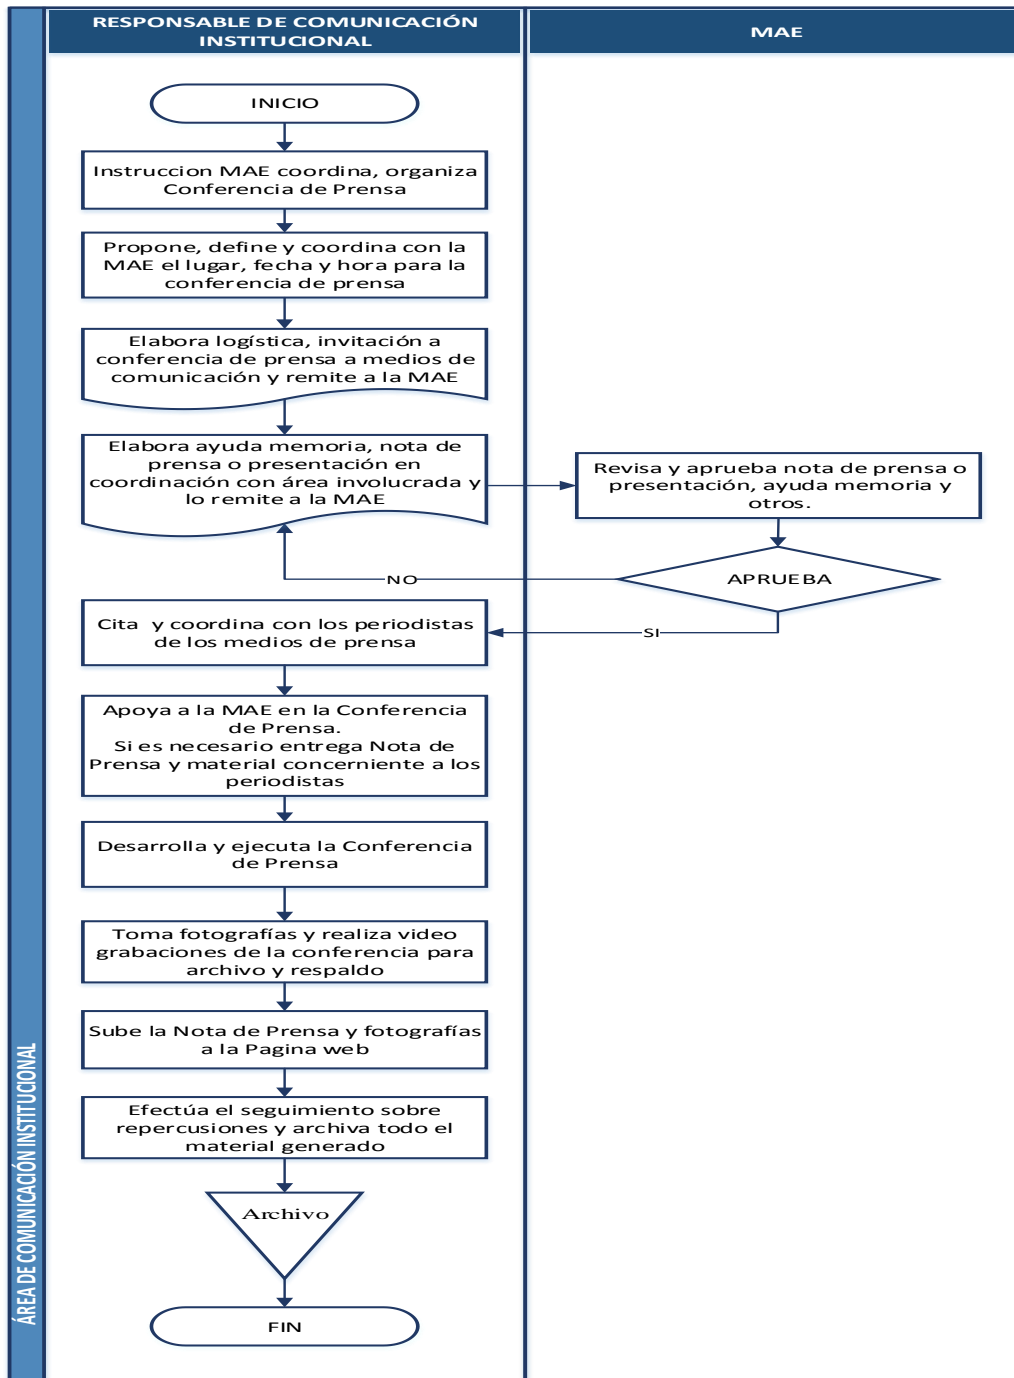 RESPONSABLE DE COMUNICACIÓN
INSTITUCIONAL
MAE
INICIO
Instruccion MAE coordina, organiza
Conferencia de Prensa
Propone, define y coordina con la
MAE el lugar, fecha y hora para la
conferencia de prensa
Elabora logística, invitación a
conferencia de prensa a medios de
comunicación y remite a la MAE
Elabora ayuda memoria, nota de
prensa o presentación en
coordinación con área involucrada y
lo remite a la MAE
Revisa y aprueba nota de prensa o
presentación, ayuda memoria y
otros.
APRUEBA
NO
SI
Cita y coordina con los periodistas
de los medios de prensa
Apoya a la MAE en la Conferencia
de Prensa.
Si es necesario entrega Nota de
Prensa y material concerniente a los
periodistas
Desarrolla y ejecuta la Conferencia
de Prensa
Toma fotografías y realiza video
grabaciones de la conferencia para
archivo y respaldo
Sube la Nota de Prensa y fotografías
a la Pagina web
Efectúa el seguimiento sobre
repercusiones y archiva todo el
material generado
Archivo
FIN
ÁREA DE COMUNICACIÓN INSTITUCIONAL